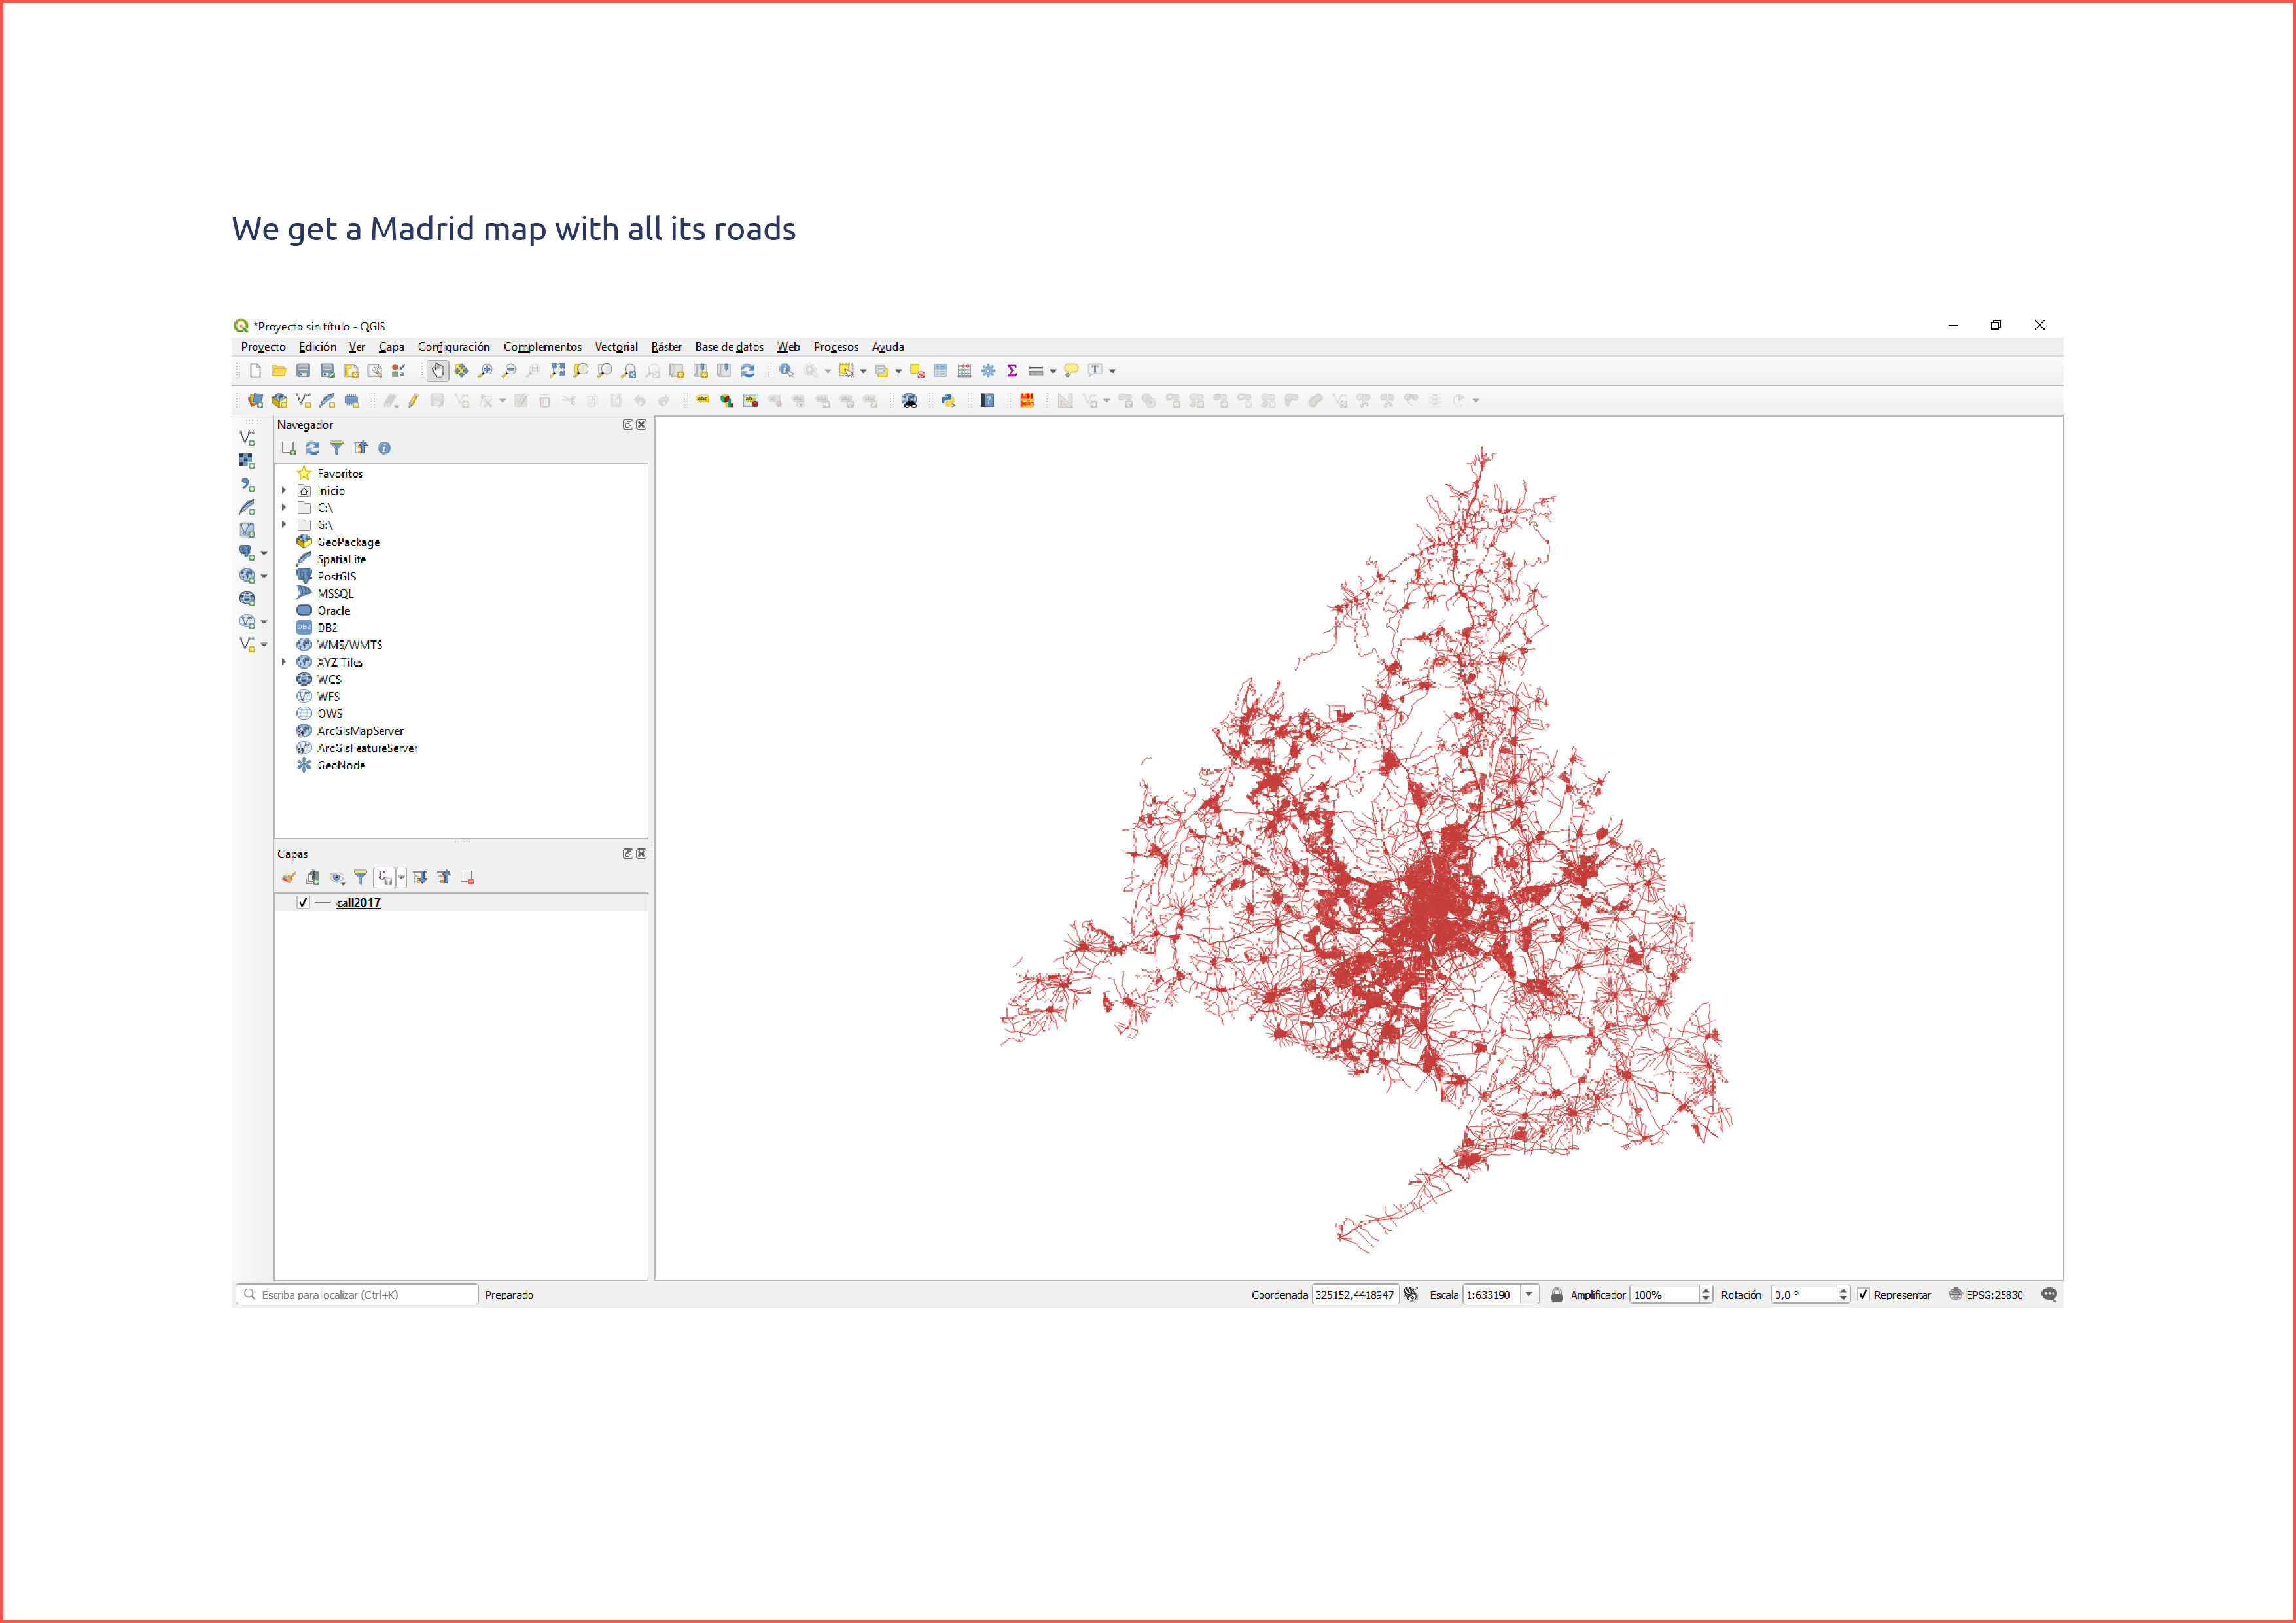 We get a Madrid map with all its roads
*Proyecto sin título - QGIS
Proyecto Edición Ver Capa Configuración Complementos Vectorial Ráster Base de datos Web Procesos Ayuda
Navegador
Favoritos
Inicio
C:\
G:\
GeoPackage
SpatiaLite
PostGIS
MSSQL
Oracle
DB2
WMS/WMTS
XYZ Tiles
WCS
WFS
OWS
ArcGisMapServer
ArcGisFeatureServer
GeoNode
Capas
call2017
Escriba para localizar (Ctrl+K) Preparado Coordenada 325152,4418947 Escala 1:633190 Amplificador 100% Rotación 0,0 ° Representar EPSG:25830